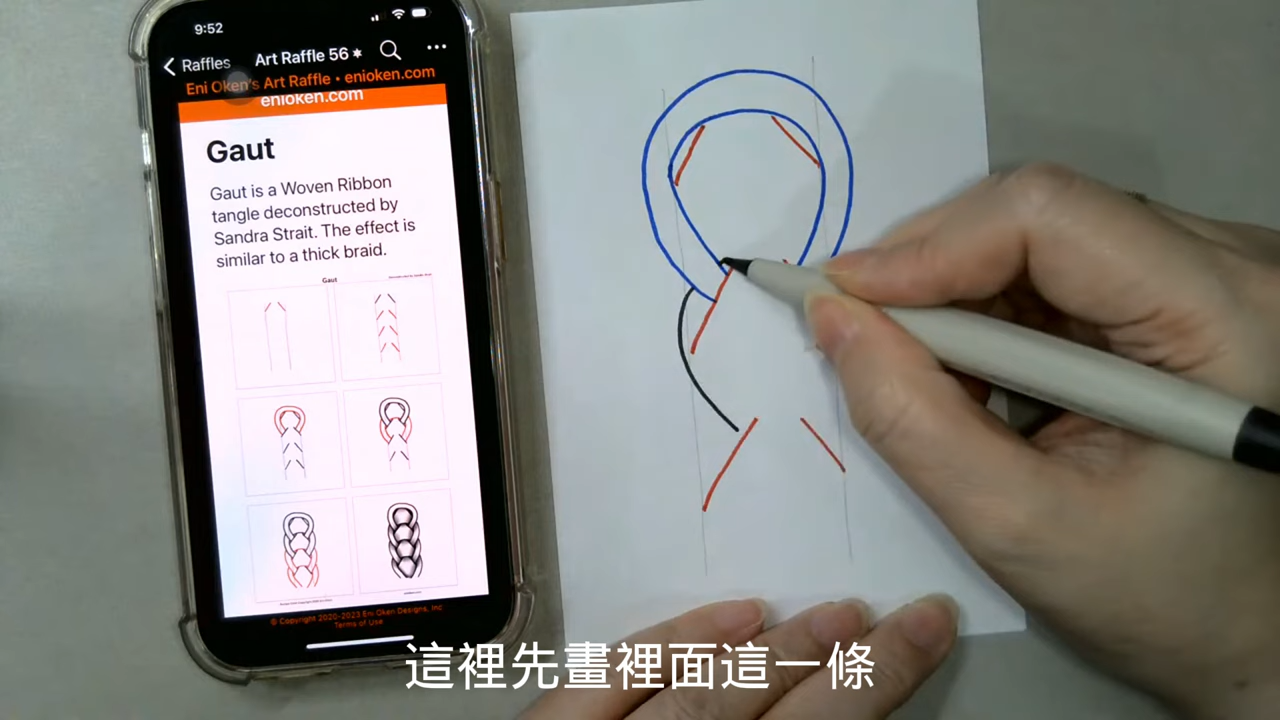 9:52
Raffles
Art Raffle 56 ✱
Eni Oken's Art Raffle • enioken.com
enioken.com
Gaut
Gaut is a Woven Ribbon
tangle deconstructed by
Sandra Strait. The effect is
similar to a thick braid.
Gaut
© Copyright 2020-2023 Eni Oken Designs, Inc
Terms of Use
這裡先畫裡面這一條